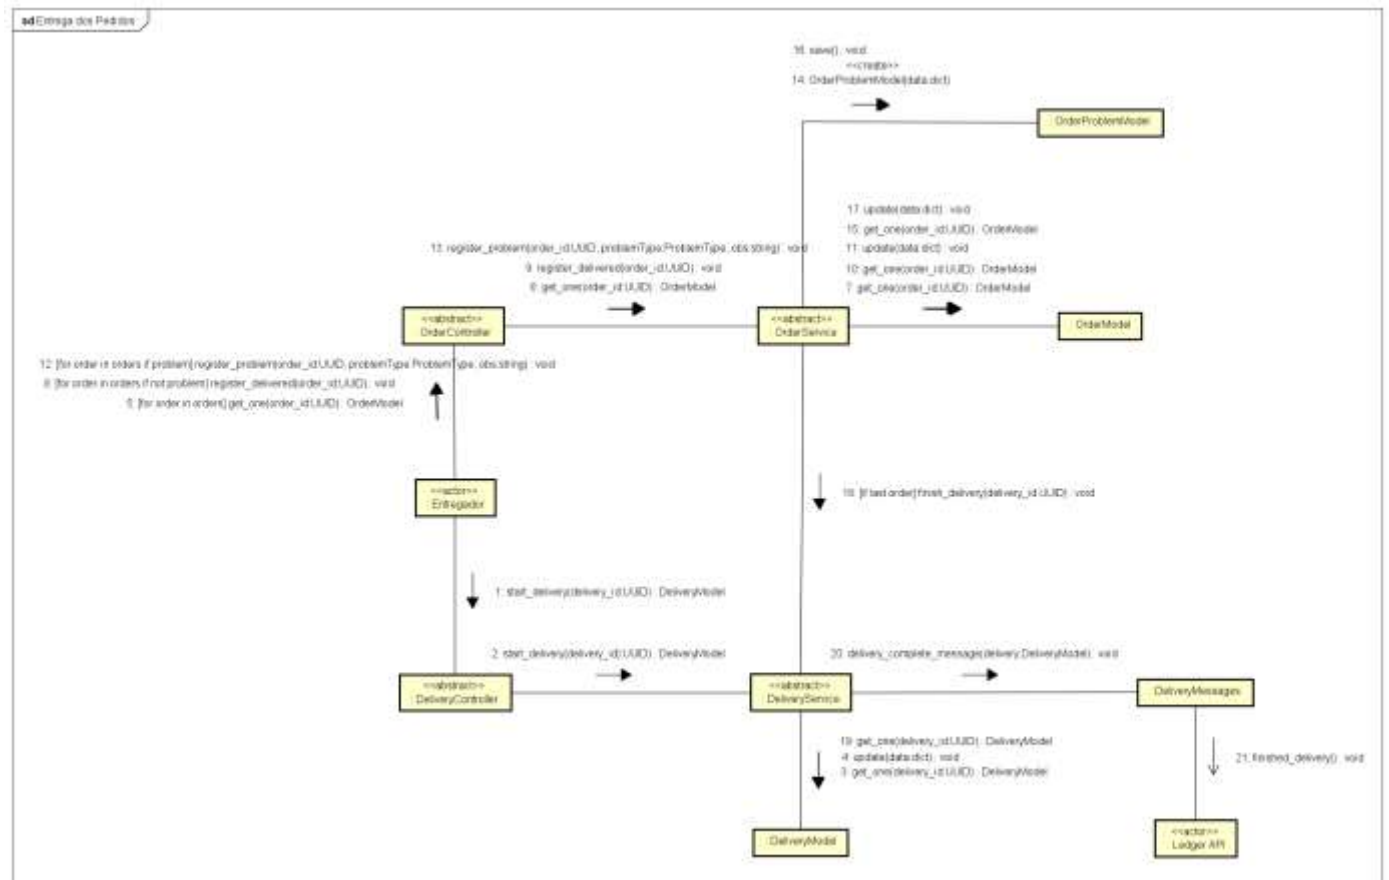 sd Entrega dos Pedidos
16: save() : void
<<create>>
14: OrderProblemModel(data:dict)
OrderProblemModel
17: update(data:dict) : void
15: get_one(order_id:UUID) : OrderModel
11: update(data:dict) : void
10: get_one(order_id:UUID) : OrderModel
7: get_one(order_id:UUID) : OrderModel
13: register_problem(order_id:UUID, problemType:ProblemType, obs:string) : void
9: register_delivered(order_id:UUID) : void
6: get_one(order_id:UUID) : OrderModel
<<abstract>>
OrderController
<<abstract>>
OrderService
OrderModel
12: [for order in orders if problem] register_problem(order_id:UUID, problemType:ProblemType, obs:string) : void
8: [for order in orders if not problem] register_delivered(order_id:UUID) : void
5: [for order in orders] get_one(order_id:UUID) : OrderModel
<<actor>>
Entregador
18: [if last order] finish_delivery(delivery_id:UUID) : void
1: start_delivery(delivery_id:UUID) : DeliveryModel
2: start_delivery(delivery_id:UUID) : DeliveryModel
20: delivery_complete_message(delivery:DeliveryModel) : void
<<abstract>>
DeliveryController
<<abstract>>
DeliveryService
DeliveryMessages
19: get_one(delivery_id:UUID) : DeliveryModel
4: update(data:dict) : void
3: get_one(delivery_id:UUID) : DeliveryModel
21: finished_delivery() : void
DeliveryModel
<<actor>>
Ledger API